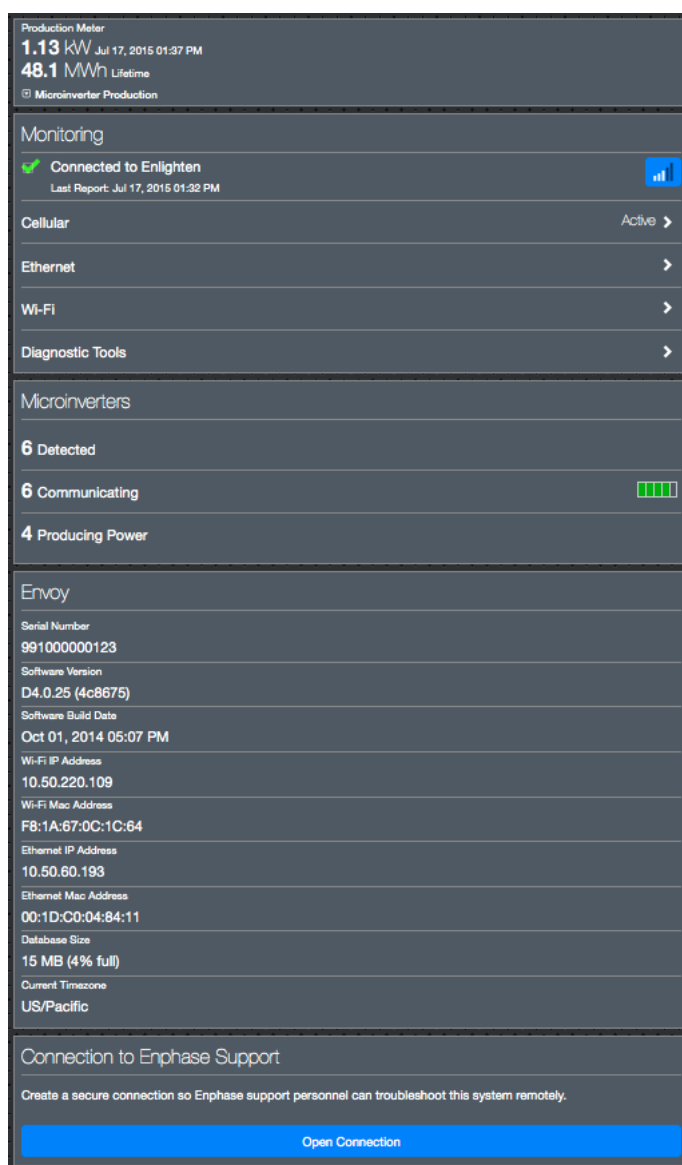 Production Meter
1.13 kW Jul 17, 2015 01:37 PM
48.1 MWh Lifetime
Microinverter Production
Monitoring
Connected to Enlighten
Last Report: Jul 17, 2015 01:32 PM
Cellular Active
Ethernet
Wi-Fi
Diagnostic Tools
Microinverters
6 Detected
6 Communicating
4 Producing Power
Envoy
Serial Number
991000000123
Software Version
D4.0.25 (4c8675)
Software Build Date
Oct 01, 2014 05:07 PM
Wi-Fi IP Address
10.50.220.109
Wi-Fi Mac Address
F8:1A:67:0C:1C:64
Ethernet IP Address
10.50.60.193
Ethernet Mac Address
00:1D:C0:04:84:11
Database Size
15 MB (4% full)
Current Timezone
US/Pacific
Connection to Enphase Support
Create a secure connection so Enphase support personnel can troubleshoot this system remotely.
Open Connection